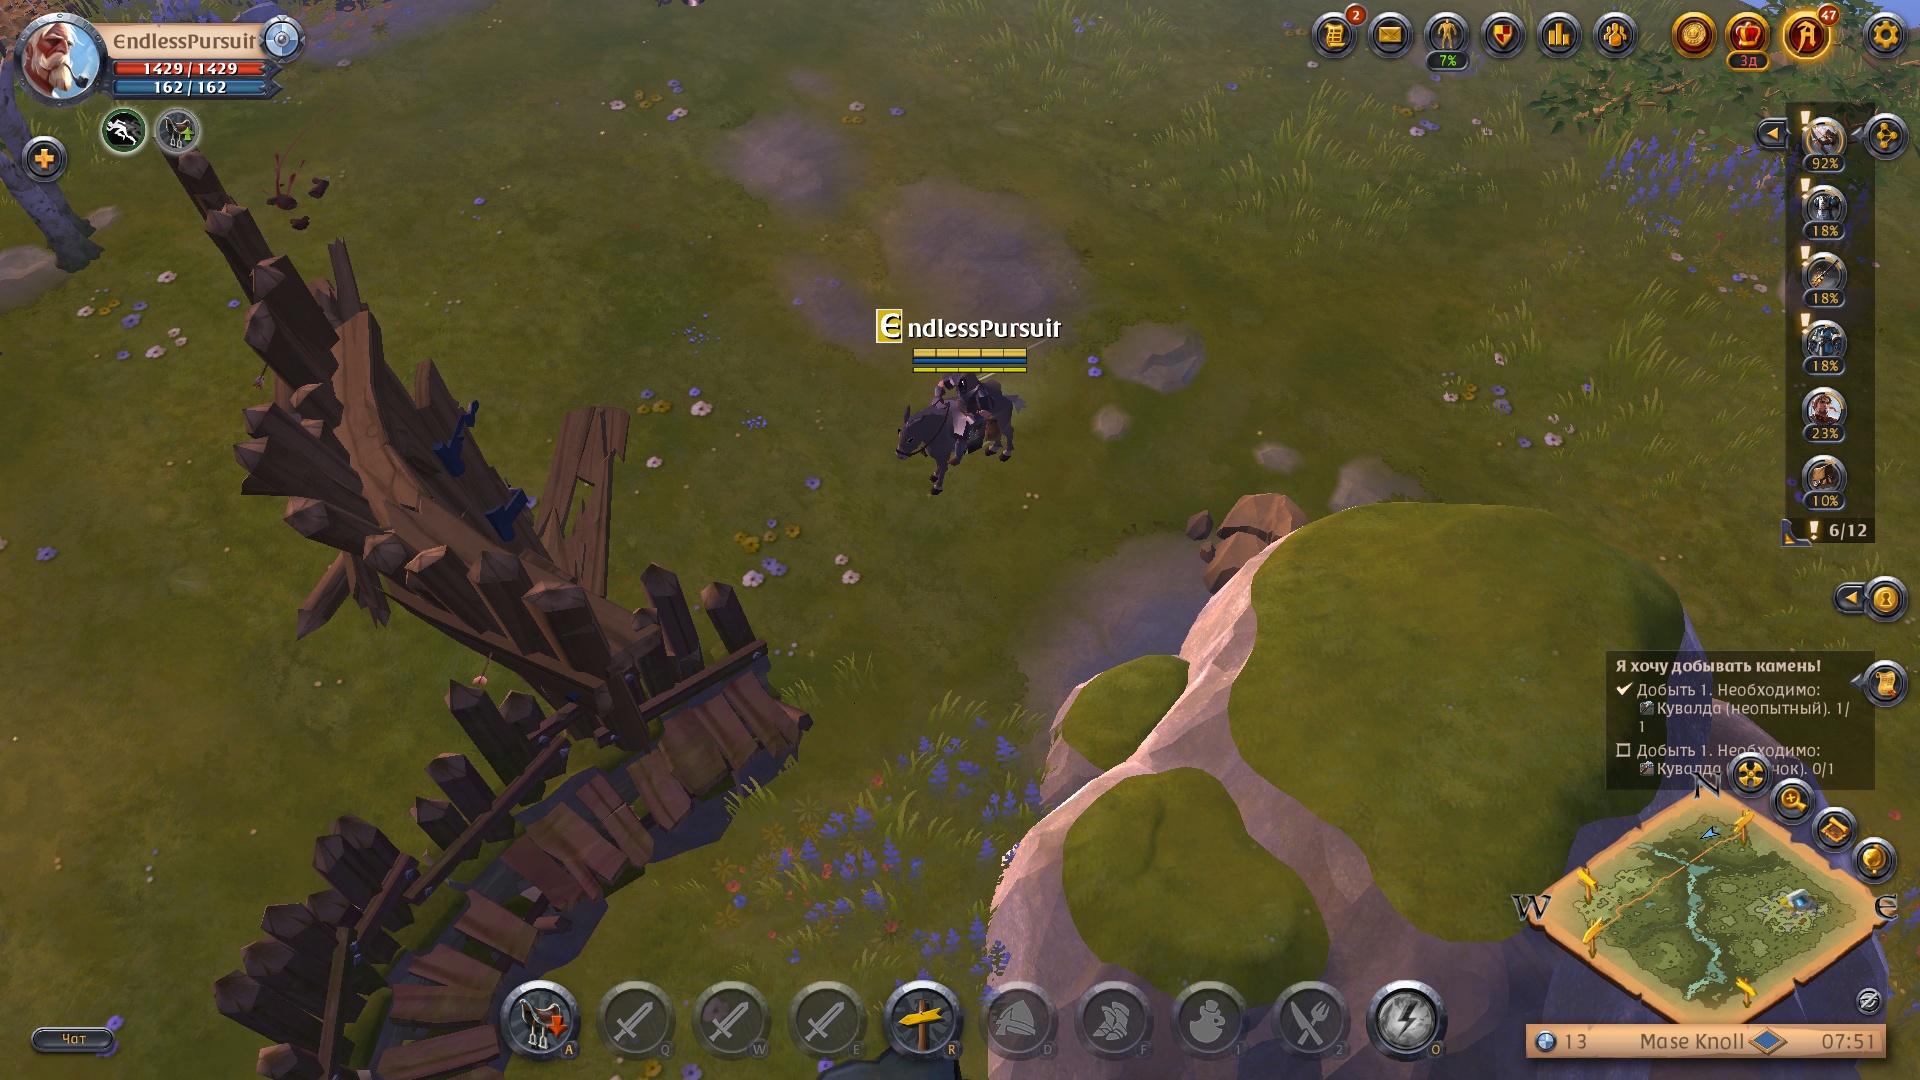 EndlessPursuit
1429 / 1429
162 / 162
2
7%
3д
47
92%
18%
18%
18%
23%
10%
6/12
EndlessPursuit
Я хочу добывать камень!
Добыть 1. Необходимо:
Кувалда (неопытный). 1/
1
Добыть 1. Необходимо:
Кувалда чок). 0/1
N
W
E
Чат
A
Q
W
E
R
D
F
1
2
O
13
Mase Knoll
07:51